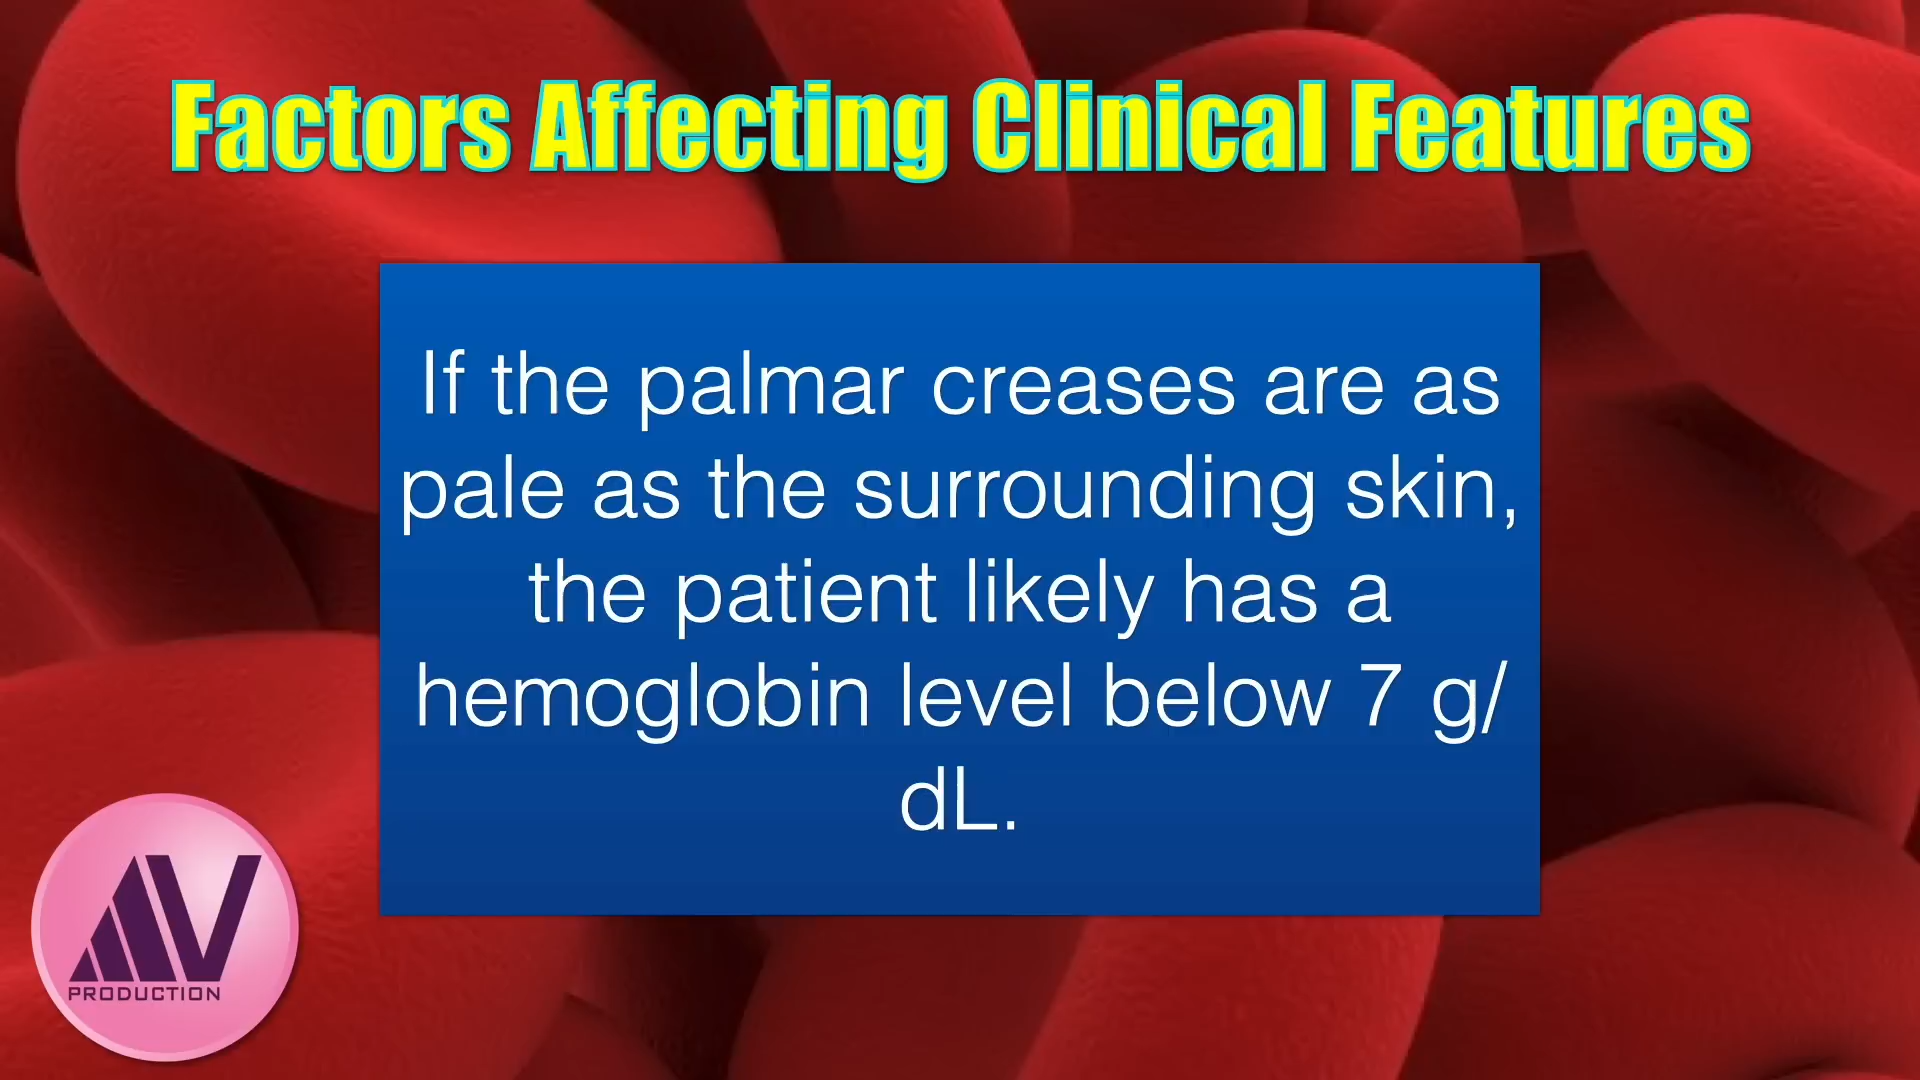 Factors Affecting Clinical Features
If the palmar creases are as
pale as the surrounding skin,
the patient likely has a
hemoglobin level below 7 g/
dL.
AV
PRODUCTION